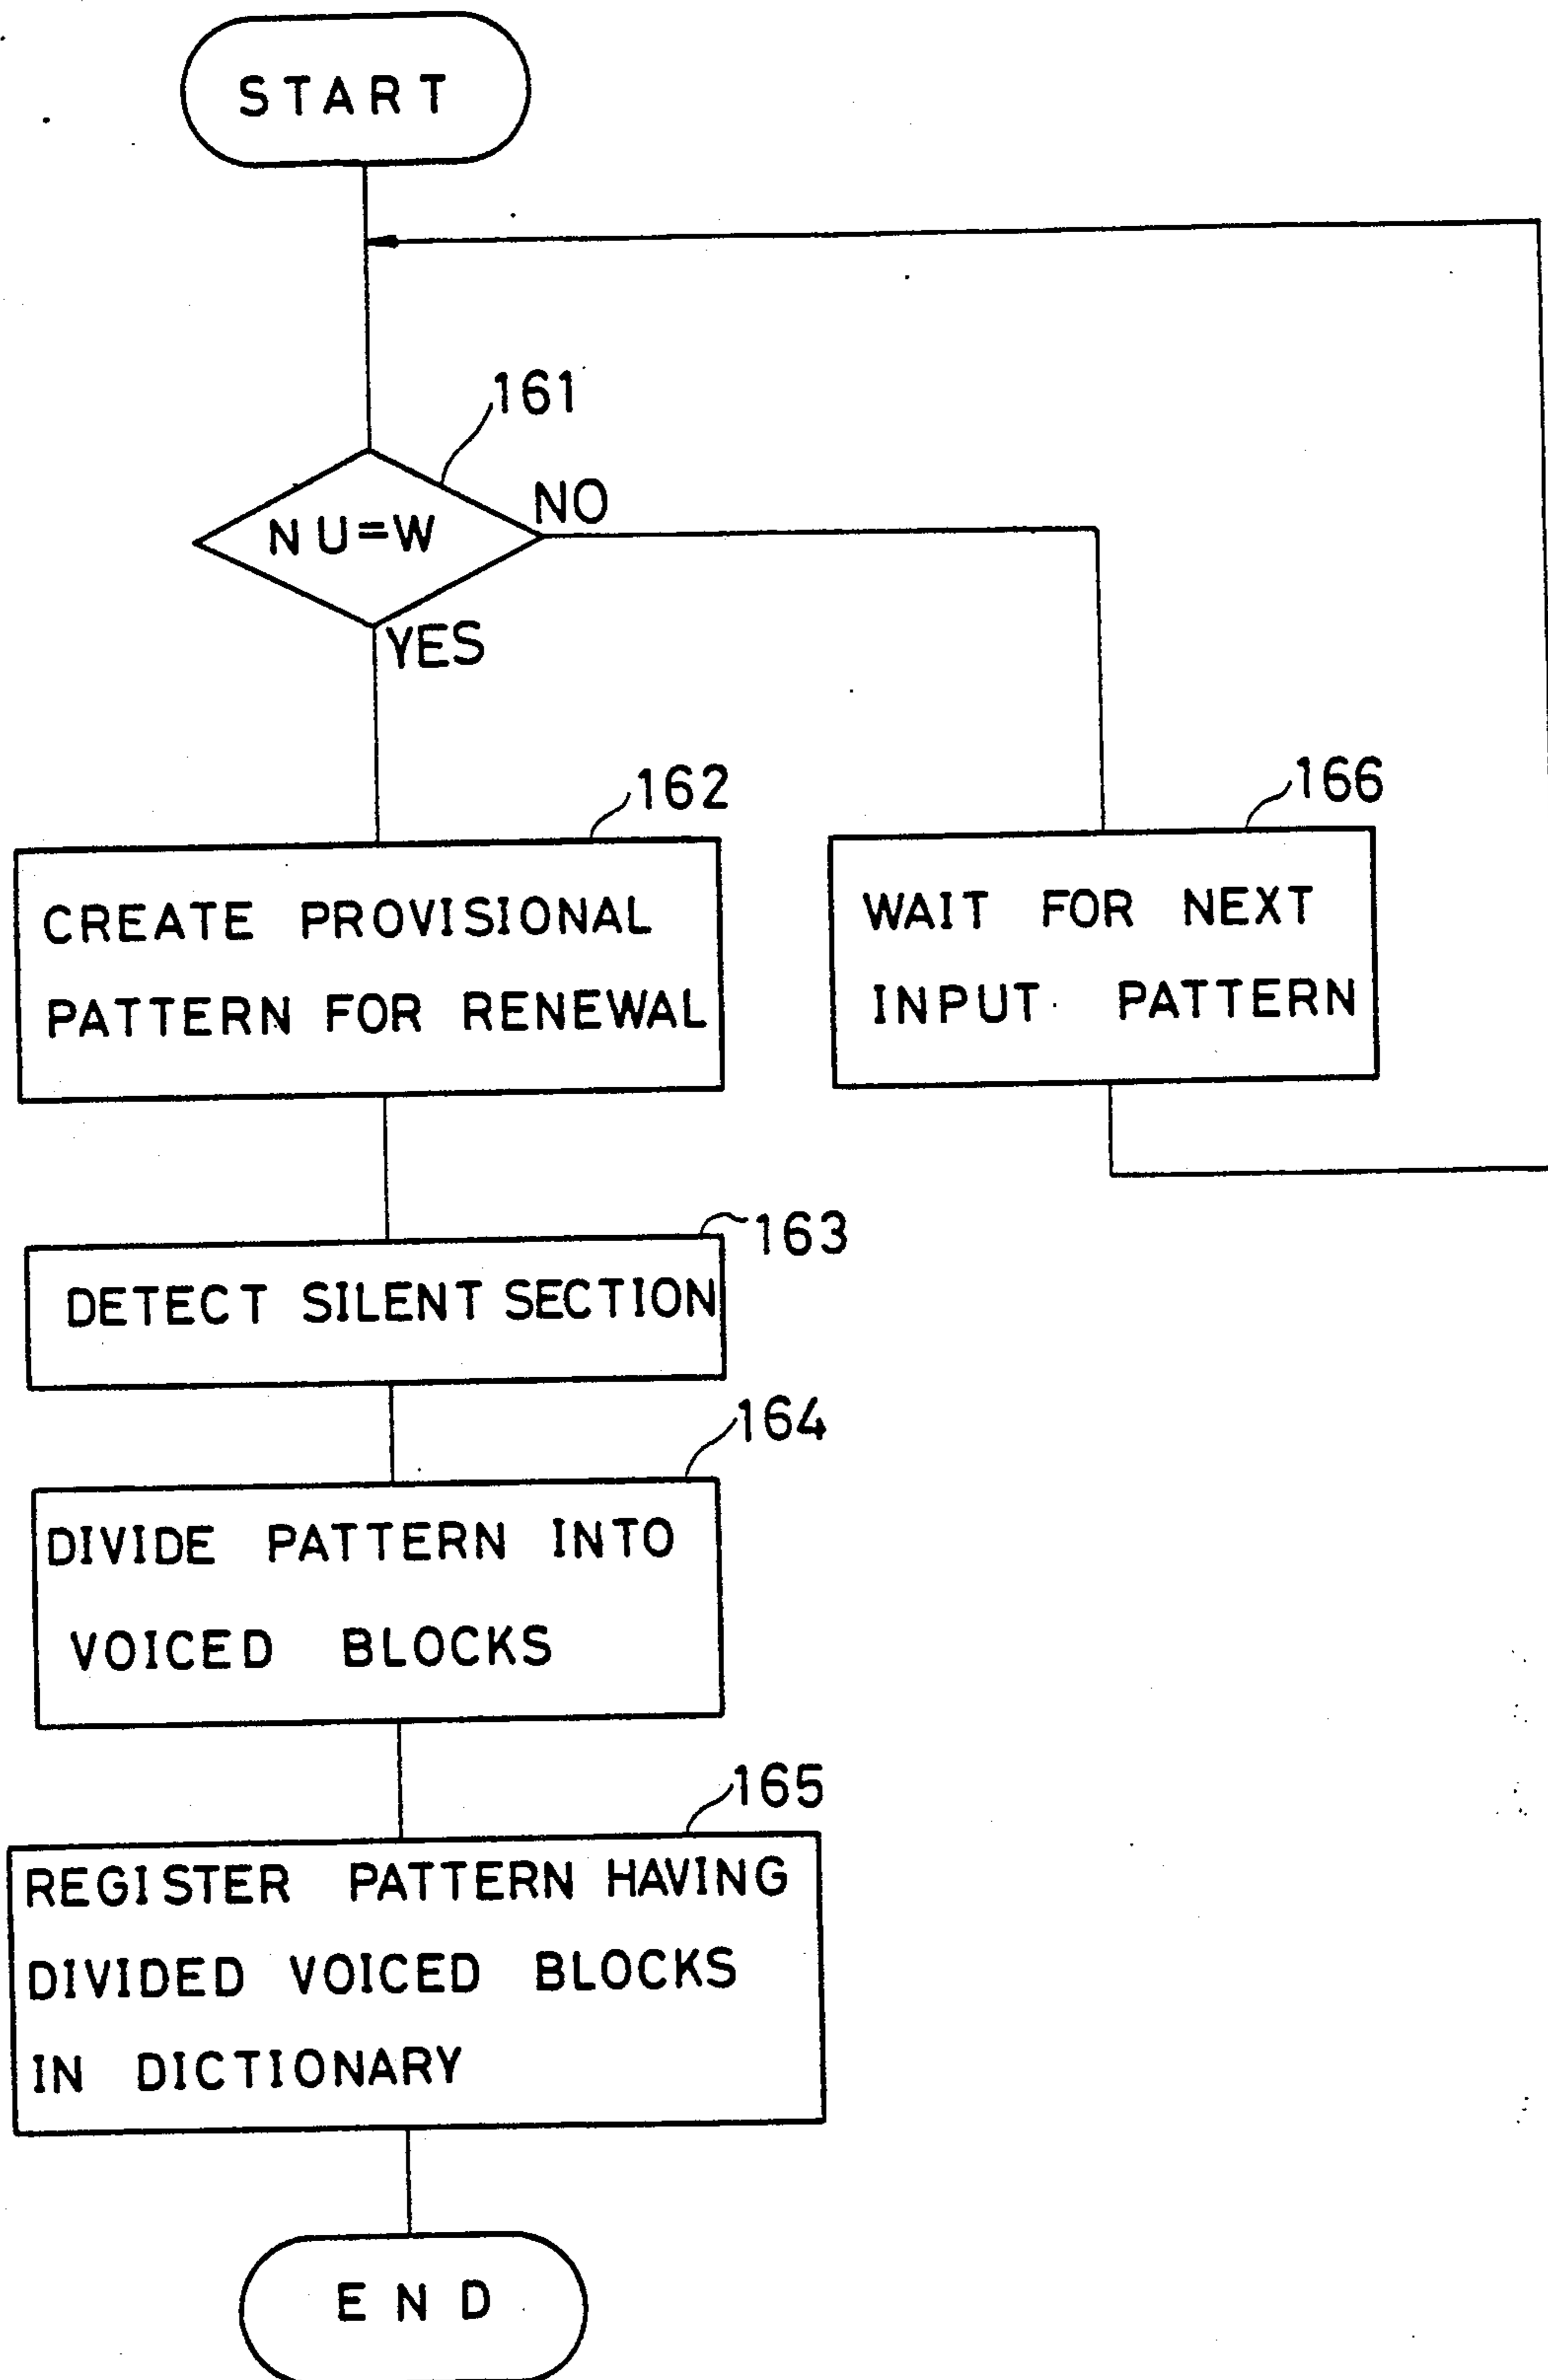 START
161
NU=W
NO
YES
162
CREATE PROVISIONAL
PATTERN FOR RENEWAL
166
WAIT FOR NEXT
INPUT PATTERN
163
DETECT SILENT SECTION
164
DIVIDE PATTERN INTO
VOICED BLOCKS
165
REGISTER PATTERN HAVING
DIVIDED VOICED BLOCKS
IN DICTIONARY
END